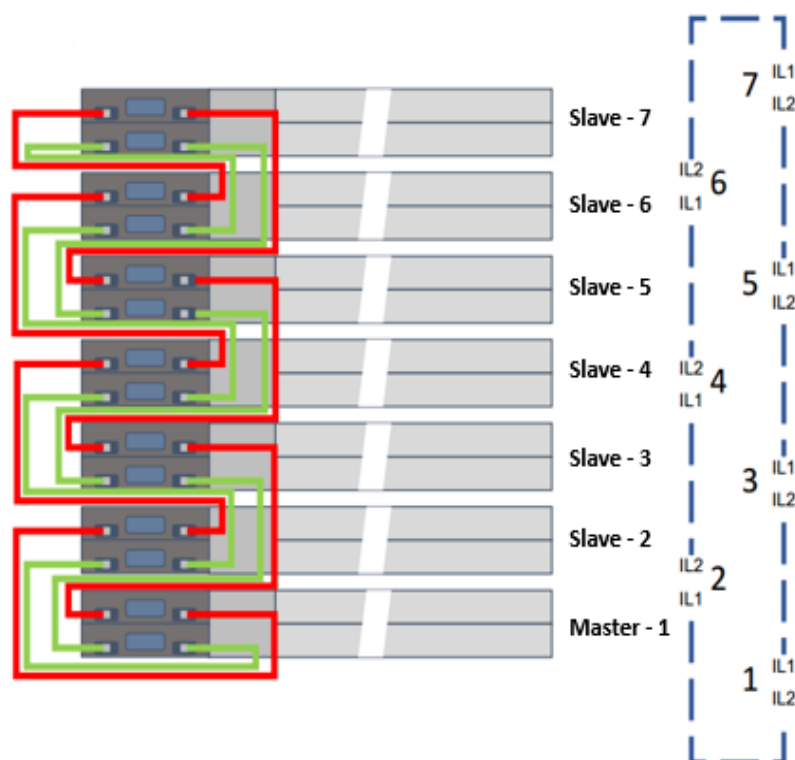 Slave - 7
Slave - 6
Slave - 5
Slave - 4
Slave - 3
Slave - 2
Master - 1
7 IL1
IL2
IL2 6
IL1
5 IL1
IL2
IL2 4
IL1
3 IL1
IL2
IL2 2
IL1
1 IL1
IL2